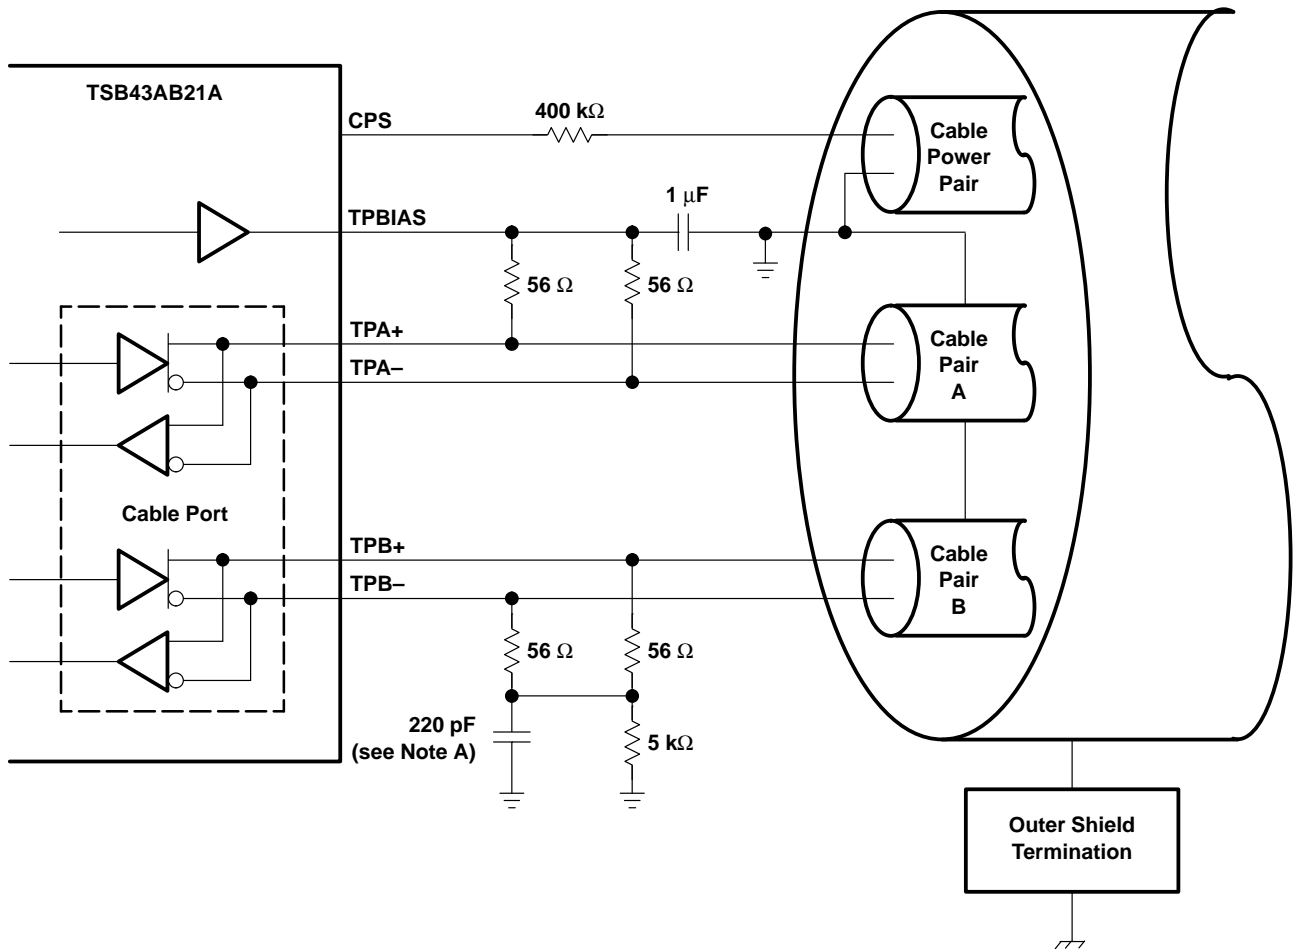 TSB43AB21A
CPS
400 kΩ
Cable
Power
Pair
TPBIAS
1 μF
56 Ω
56 Ω
TPA+
TPA–
Cable
Pair
A
Cable Port
TPB+
TPB–
Cable
Pair
B
56 Ω
56 Ω
220 pF
(see Note A)
5 kΩ
Outer Shield
Termination